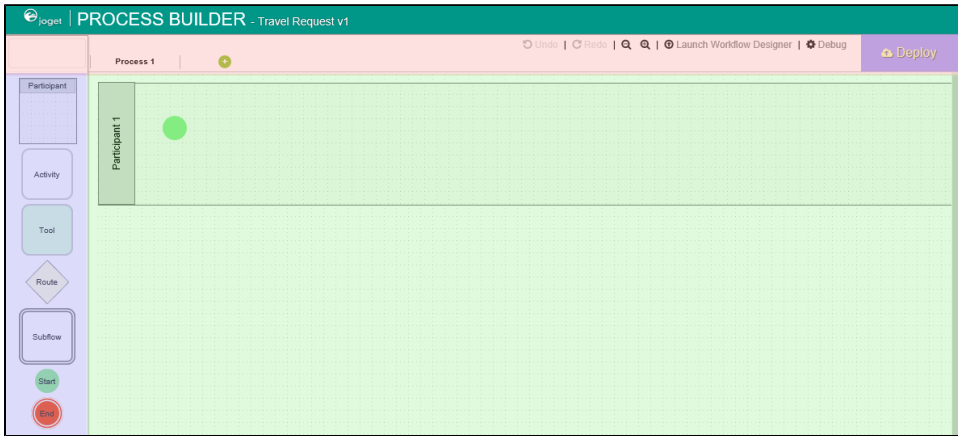 joget | PROCESS BUILDER - Travel Request v1
Undo | Redo | | Launch Workflow Designer | Debug
Deploy
Process 1
Participant
Participant 1
Activity
Tool
Route
Subflow
Start
End